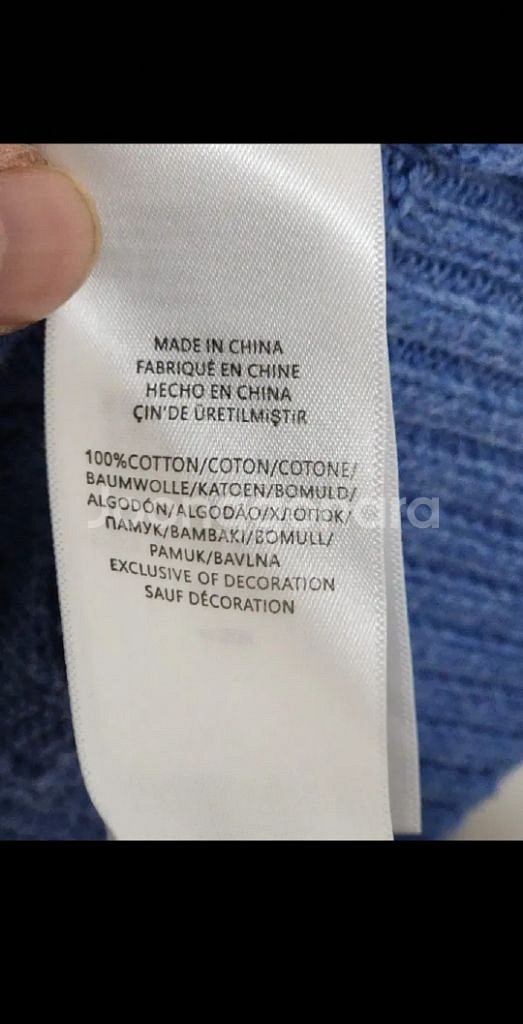 MADE IN CHINA
FABRIQUÉ EN CHINE
HECHO EN CHINA
ÇİN'DE ÜRETİLMİŞTİR
100%COTTON/COTON/COTONE/
BAUMWOLLE/KATOEN/BOMULD/
ALGODÓN/ALGODÃO/ХЛОПОК/
ПАМУК/BAMBAKI/BOMULL/
PAMUK/BAVLNA
EXCLUSIVE OF DECORATION
SAUF DÉCORATION